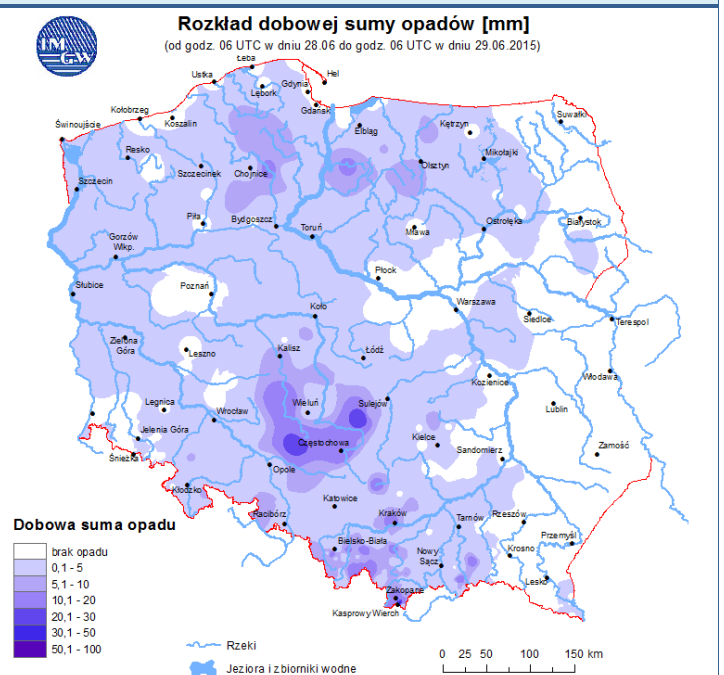 Rozkład dobowej sumy opadów [mm]
(od godz. 06 UTC w dniu 28.06 do godz. 06 UTC w dniu 29.06.2015)
IM
GW
Łeba
Ustka
Hel
Lębork
Gdynia
Gdańsk
Kołobrzeg
Koszalin
Świnoujście
Elbląg
Kętrzyn
Suwałki
Resko
Szczecinek
Chojnice
Olsztyn
Mikołajki
Szczecin
Piła
Bydgoszcz
Toruń
Mława
Ostrołęka
Białystok
Gorzów
Wlkp.
Płock
Słubice
Poznań
Koło
Warszawa
Siedlce
Terespol
Zielona
Góra
Leszno
Kalisz
Łódź
Kozienice
Włodawa
Legnica
Wrocław
Wieluń
Sulejów
Lublin
Jelenia Góra
Częstochowa
Kielce
Sandomierz
Zamość
Śnieżka
Opole
Kłodzko
Katowice
Racibórz
Kraków
Tarnów
Rzeszów
Przemyśl
Bielsko-Biała
Nowy
Sącz
Krosno
Lesko
Zakopane
Kasprowy Wierch
Dobowa suma opadu
brak opadu
0,1 - 5
5,1 - 10
10,1 - 20
20,1 - 30
30,1 - 50
50,1 - 100
Rzeki
Jeziora i zbiorniki wodne
0 25 50 100 150 km